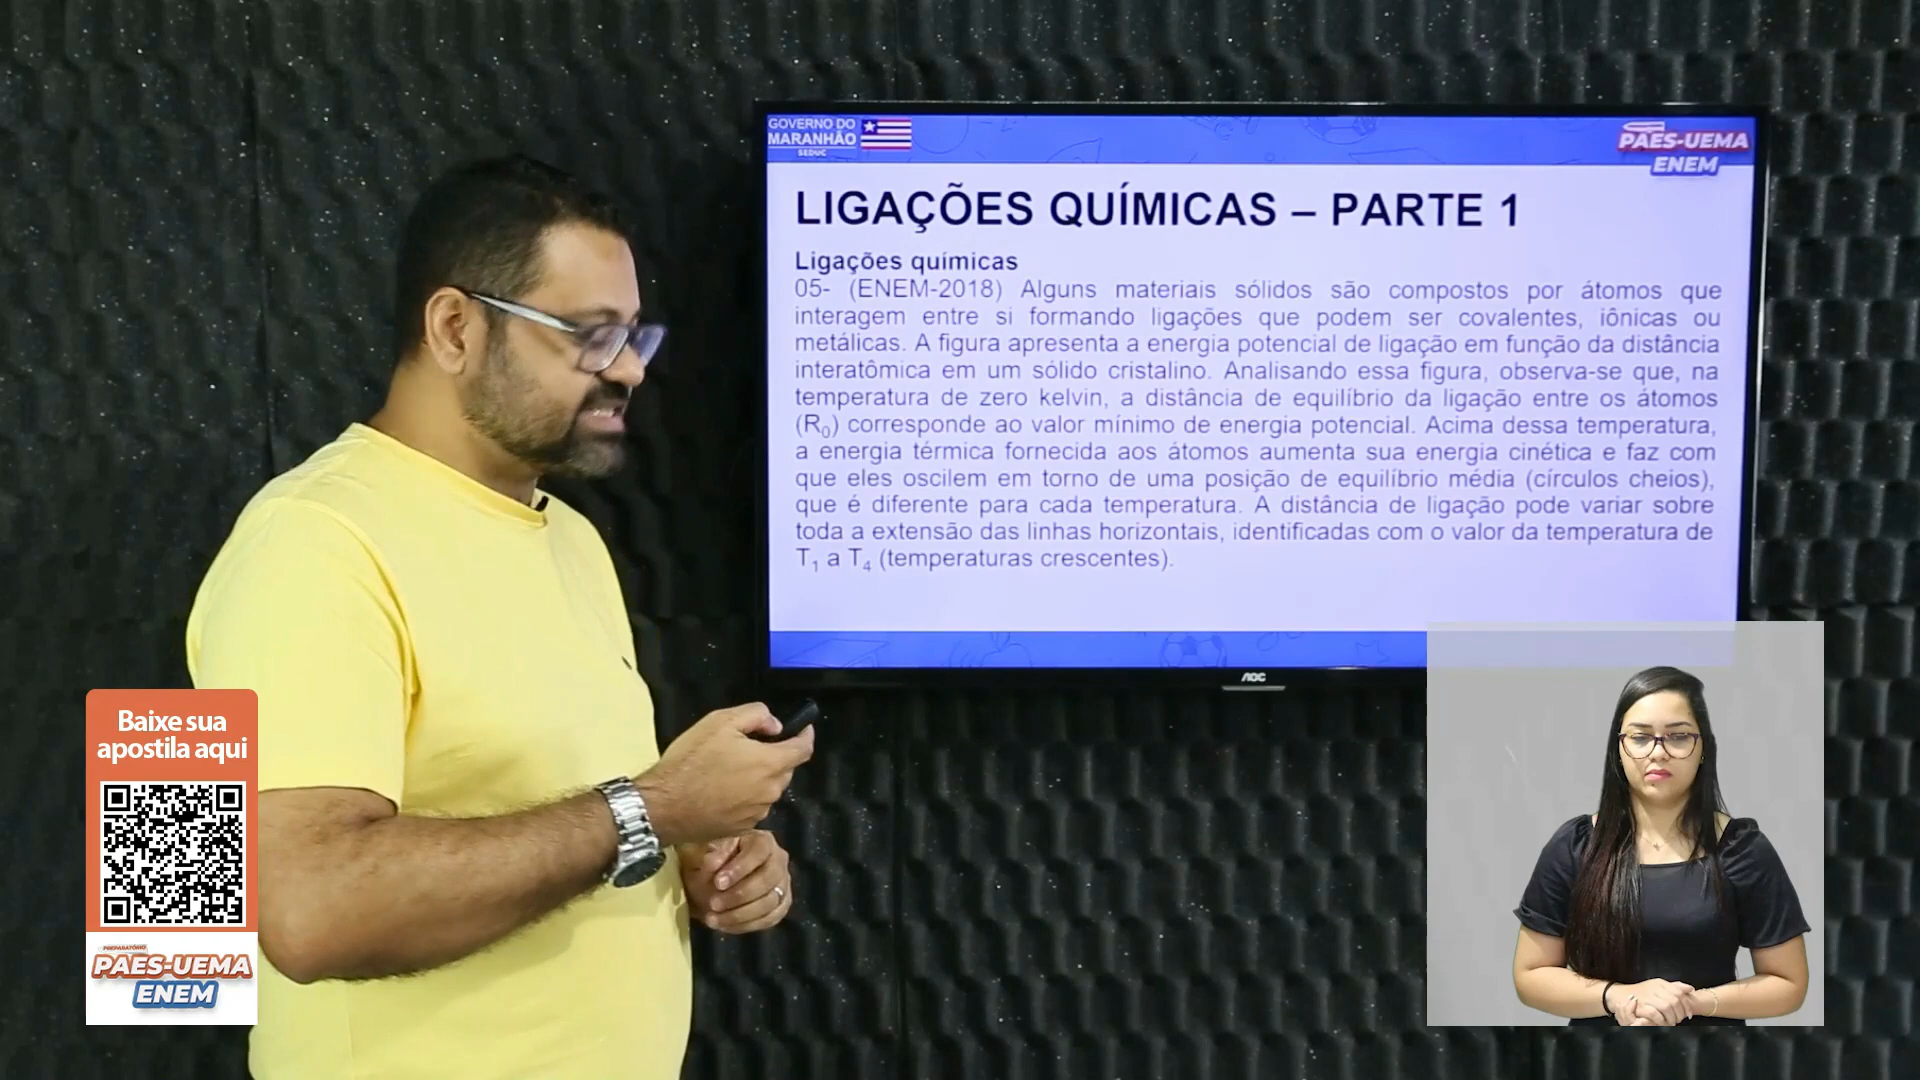 GOVERNO DO
MARANHÃO
SEDUC
PAES-UEMA
ENEM
LIGAÇÕES QUÍMICAS – PARTE 1
Ligações químicas
05- (ENEM-2018) Alguns materiais sólidos são compostos por átomos que
interagem entre si formando ligações que podem ser covalentes, iônicas ou
metálicas. A figura apresenta a energia potencial de ligação em função da distância
interatômica em um sólido cristalino. Analisando essa figura, observa-se que, na
temperatura de zero kelvin, a distância de equilíbrio da ligação entre os átomos
(R₀) corresponde ao valor mínimo de energia potencial. Acima dessa temperatura,
a energia térmica fornecida aos átomos aumenta sua energia cinética e faz com
que eles oscilem em torno de uma posição de equilíbrio média (círculos cheios),
que é diferente para cada temperatura. A distância de ligação pode variar sobre
toda a extensão das linhas horizontais, identificadas com o valor da temperatura de
T₁ a T₄ (temperaturas crescentes).
AOC
Baixe sua
apostila aqui
PREPARATÓRIO
PAES-UEMA
ENEM